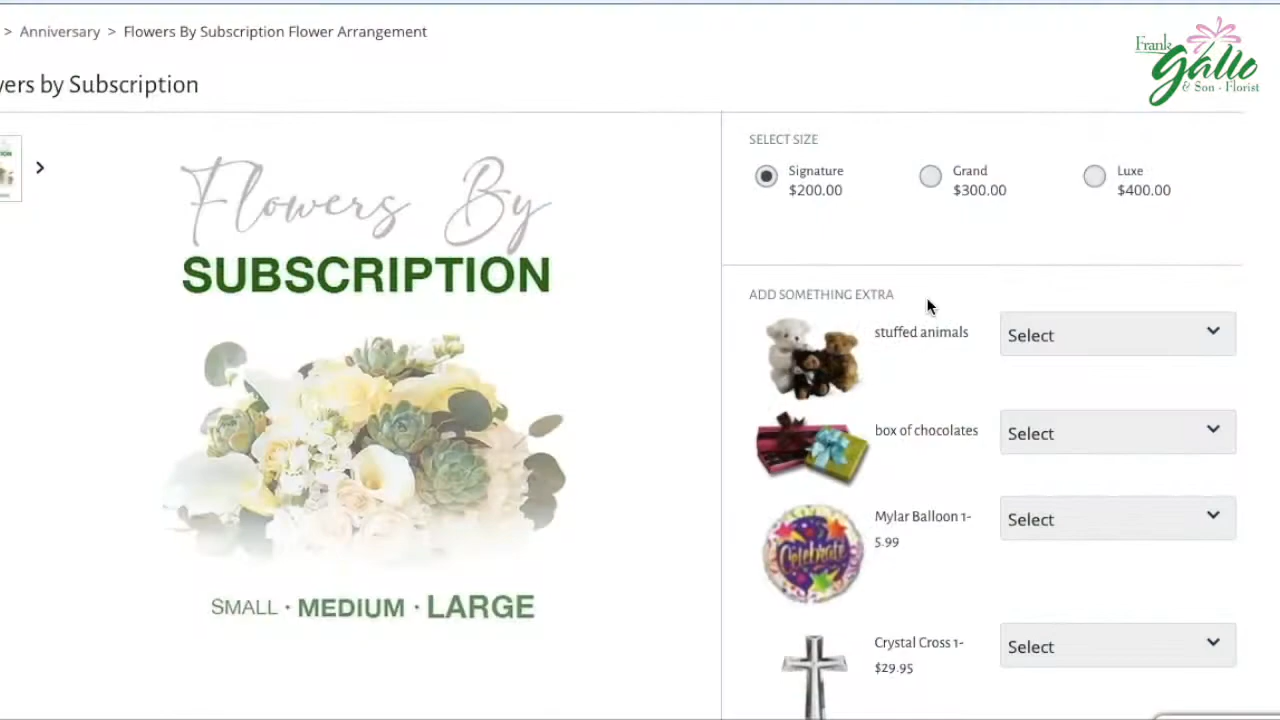 > Anniversary > Flowers By Subscription Flower Arrangement
Frank
Gallo
& Son - Florist
ers by Subscription
Flowers By
SUBSCRIPTION
SMALL · MEDIUM · LARGE
SELECT SIZE
Signature
$200.00
Grand
$300.00
Luxe
$400.00
ADD SOMETHING EXTRA
stuffed animals
Select
box of chocolates
Select
Celebrate
Mylar Balloon 1-
5.99
Select
Crystal Cross 1-
$29.95
Select